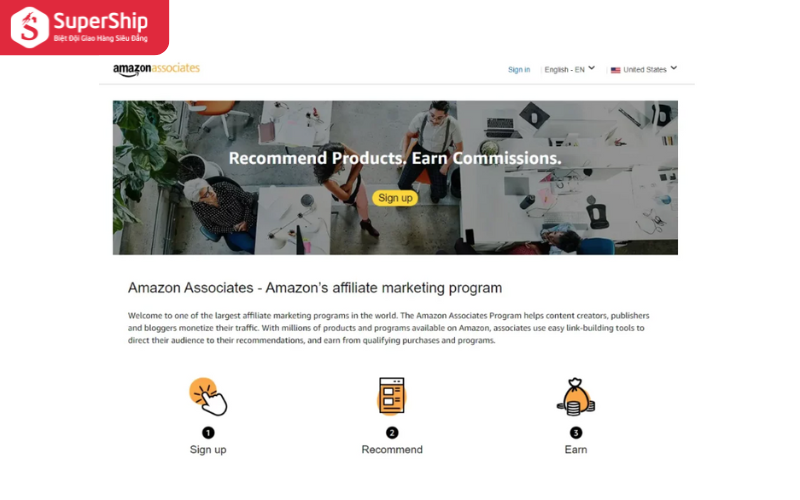 SuperShip
Biệt Đội Giao Hàng Siêu Đẳng
amazonassociates
Sign in
English - EN
United States
Recommend Products. Earn Commissions.
Sign up
Amazon Associates - Amazon's affiliate marketing program
Welcome to one of the largest affiliate marketing programs in the world. The Amazon Associates Program helps content creators, publishers
and bloggers monetize their traffic. With millions of products and programs available on Amazon, associates use easy link-building tools to
direct their audience to their recommendations, and earn from qualifying purchases and programs.
1
2
3
Sign up
Recommend
Earn